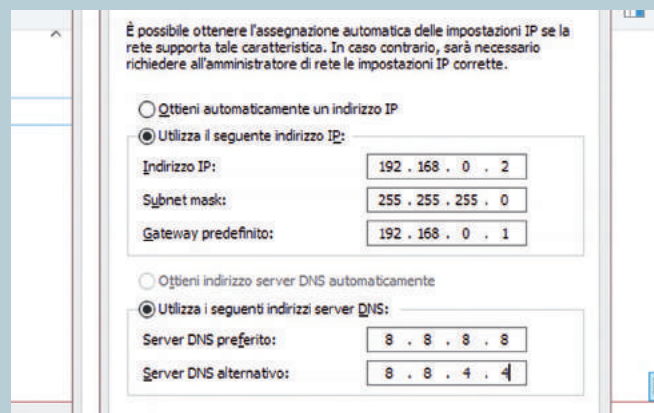 È possibile ottenere l'assegnazione automatica delle impostazioni IP se la
rete supporta tale caratteristica. In caso contrario, sarà necessario
richiedere all'amministratore di rete le impostazioni IP corrette.
Ottieni automaticamente un indirizzo IP
Utilizza il seguente indirizzo IP:
Indirizzo IP: 192 . 168 . 0 . 2
Subnet mask: 255 . 255 . 255 . 0
Gateway predefinito: 192 . 168 . 0 . 1
Ottieni indirizzo server DNS automaticamente
Utilizza i seguenti indirizzi server DNS:
Server DNS preferito: 8 . 8 . 8 . 8
Server DNS alternativo: 8 . 8 . 4 . 4